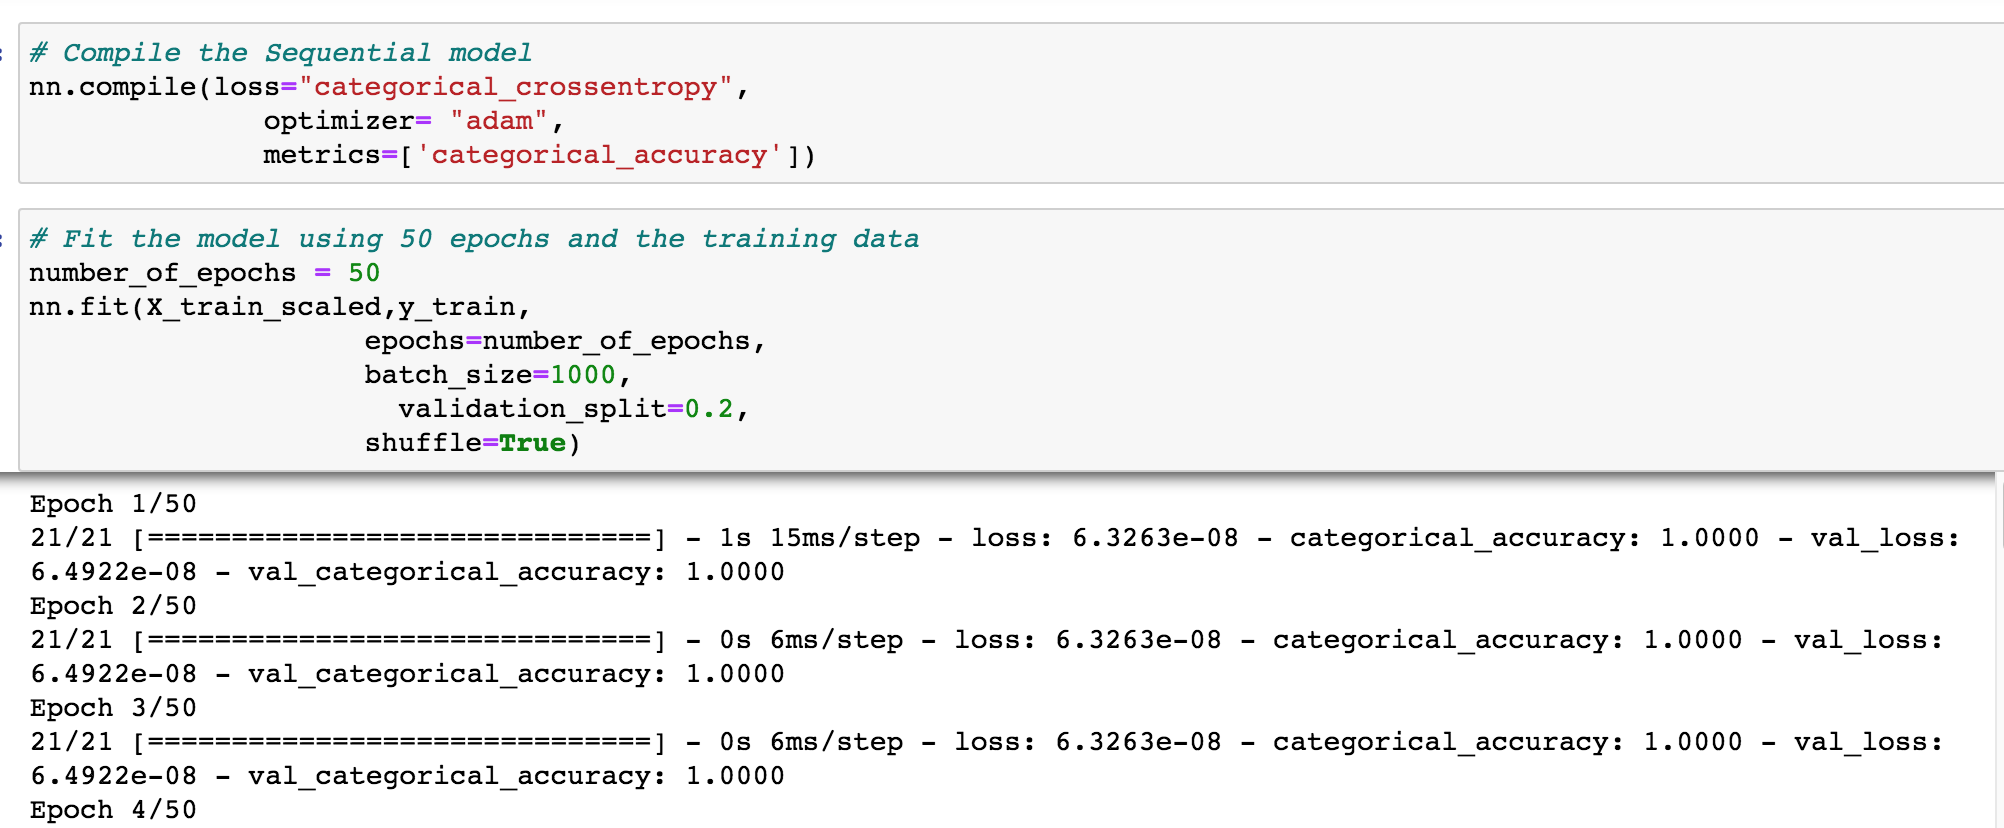 # Compile the Sequential model
nn.compile(loss="categorical_crossentropy",
              optimizer= "adam",
              metrics=['categorical_accuracy'])
# Fit the model using 50 epochs and the training data
number_of_epochs = 50
nn.fit(X_train_scaled,y_train,
                    epochs=number_of_epochs,
                    batch_size=1000,
                      validation_split=0.2,
                    shuffle=True)
Epoch 1/50
21/21 [==============================] - 1s 15ms/step - loss: 6.3263e-08 - categorical_accuracy: 1.0000 - val_loss:
6.4922e-08 - val_categorical_accuracy: 1.0000
Epoch 2/50
21/21 [==============================] - 0s 6ms/step - loss: 6.3263e-08 - categorical_accuracy: 1.0000 - val_loss:
6.4922e-08 - val_categorical_accuracy: 1.0000
Epoch 3/50
21/21 [==============================] - 0s 6ms/step - loss: 6.3263e-08 - categorical_accuracy: 1.0000 - val_loss:
6.4922e-08 - val_categorical_accuracy: 1.0000
Epoch 4/50